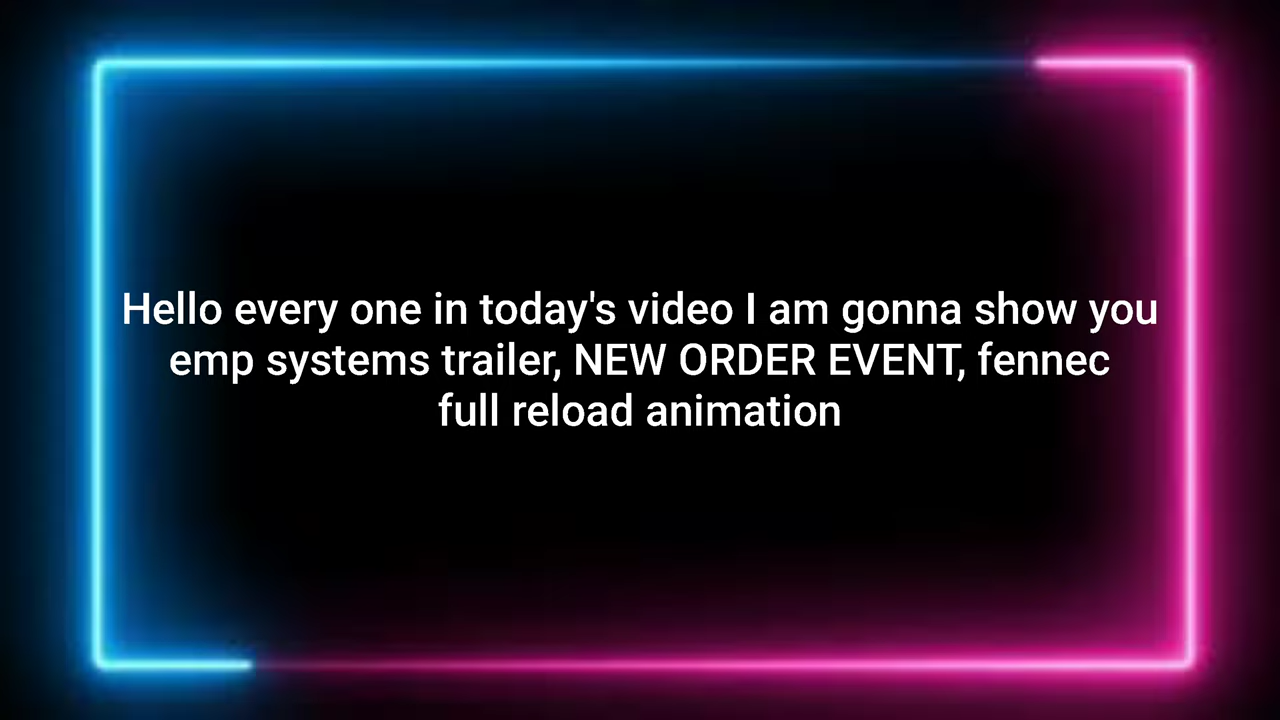 Hello every one in today's video I am gonna show you
emp systems trailer, NEW ORDER EVENT, fennec
full reload animation